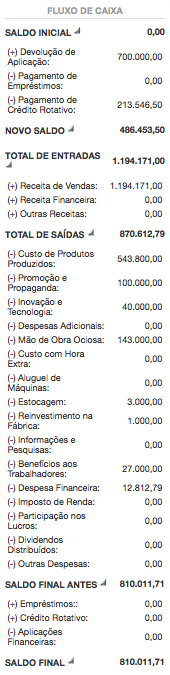 FLUXO DE CAIXA
SALDO INICIAL 0,00
(+) Devolução de
Aplicação: 700.000,00
(-) Pagamento de
Empréstimos: 0,00
(-) Pagamento de
Crédito Rotativo: 213.546,50
NOVO SALDO 486.453,50
TOTAL DE ENTRADAS 1.194.171,00
(+) Receita de Vendas: 1.194.171,00
(+) Receita Financeira: 0,00
(+) Outras Receitas: 0,00
TOTAL DE SAÍDAS 870.612,79
(-) Custo de Produtos
Produzidos: 543.800,00
(-) Promoção e
Propaganda: 100.000,00
(-) Inovação e
Tecnologia: 40.000,00
(-) Despesas Adicionais: 0,00
(-) Mão de Obra Ociosa: 143.000,00
(-) Custo com Hora
Extra: 0,00
(-) Aluguel de
Máquinas: 0,00
(-) Estocagem: 3.000,00
(-) Reinvestimento na
Fábrica: 1.000,00
(-) Informações e
Pesquisas: 0,00
(-) Benefícios aos
Trabalhadores: 27.000,00
(-) Despesa Financeira: 12.812,79
(-) Imposto de Renda: 0,00
(-) Participação nos
Lucros: 0,00
(-) Dividendos
Distribuídos: 0,00
(-) Outras Despesas: 0,00
SALDO FINAL ANTES 810.011,71
(+) Empréstimos:: 0,00
(+) Crédito Rotativo: 0,00
(-) Aplicações
Financeiras: 0,00
SALDO FINAL 810.011,71